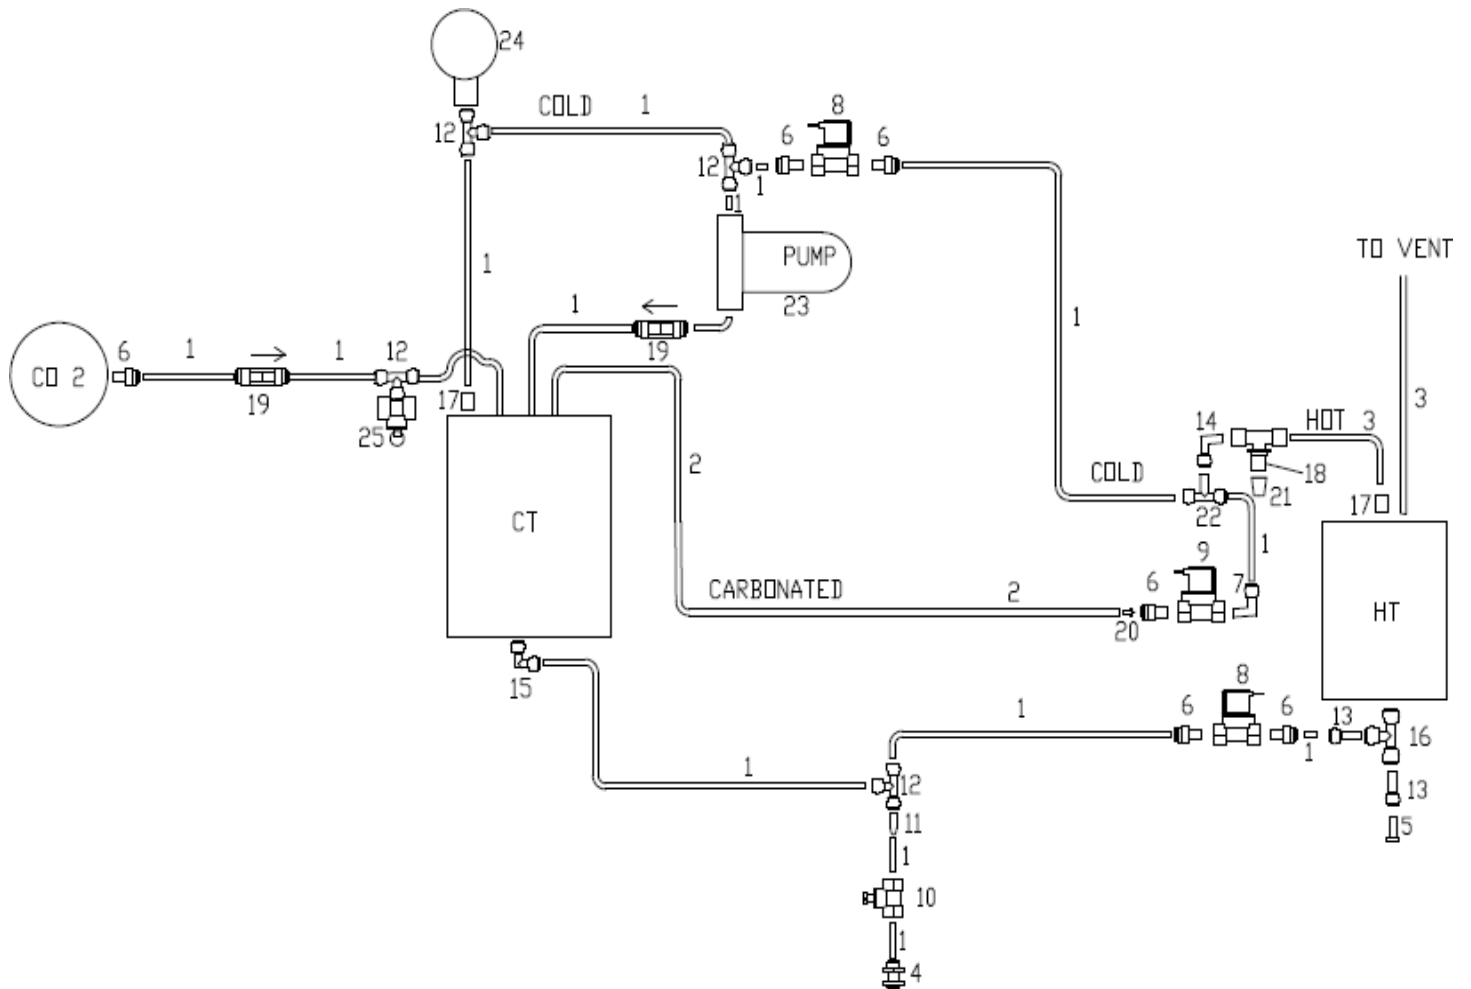 24
COLD 1 8
12 6 6
12 1
1
PUMP
TO VENT
1
1 23 1
6 1 1 12 19 3
CO 2
17 14 HOT 3
19
25 18
2 COLD 21
17
CT 22
9 1
CARBONATED 2 6 7
20 HT
15 8
1 6 6 13
16
1 1
12 13
11 5
1
10
1
4